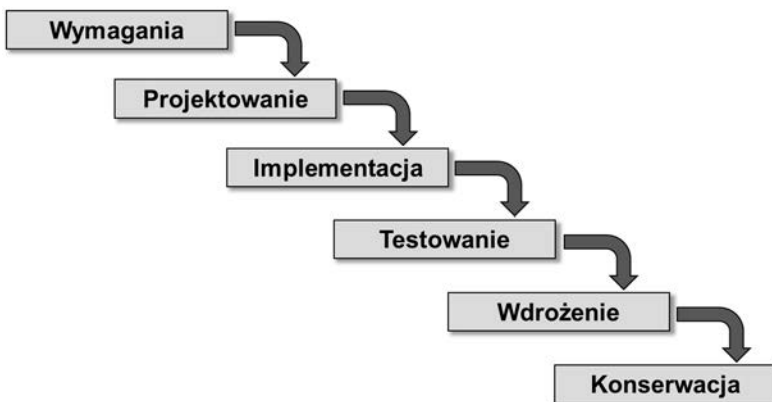 Wymagania
Projektowanie
Implementacja
Testowanie
Wdrożenie
Konserwacja